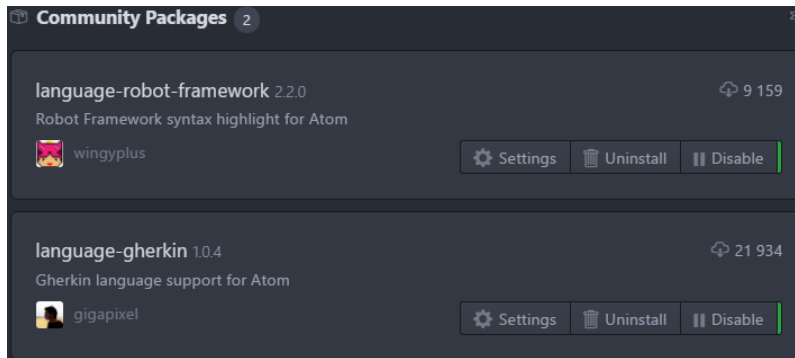 Community Packages 2
language-robot-framework 2.2.0 9 159
Robot Framework syntax highlight for Atom
wingyplus Settings Uninstall Disable
language-gherkin 1.0.4 21 934
Gherkin language support for Atom
gigapixel Settings Uninstall Disable